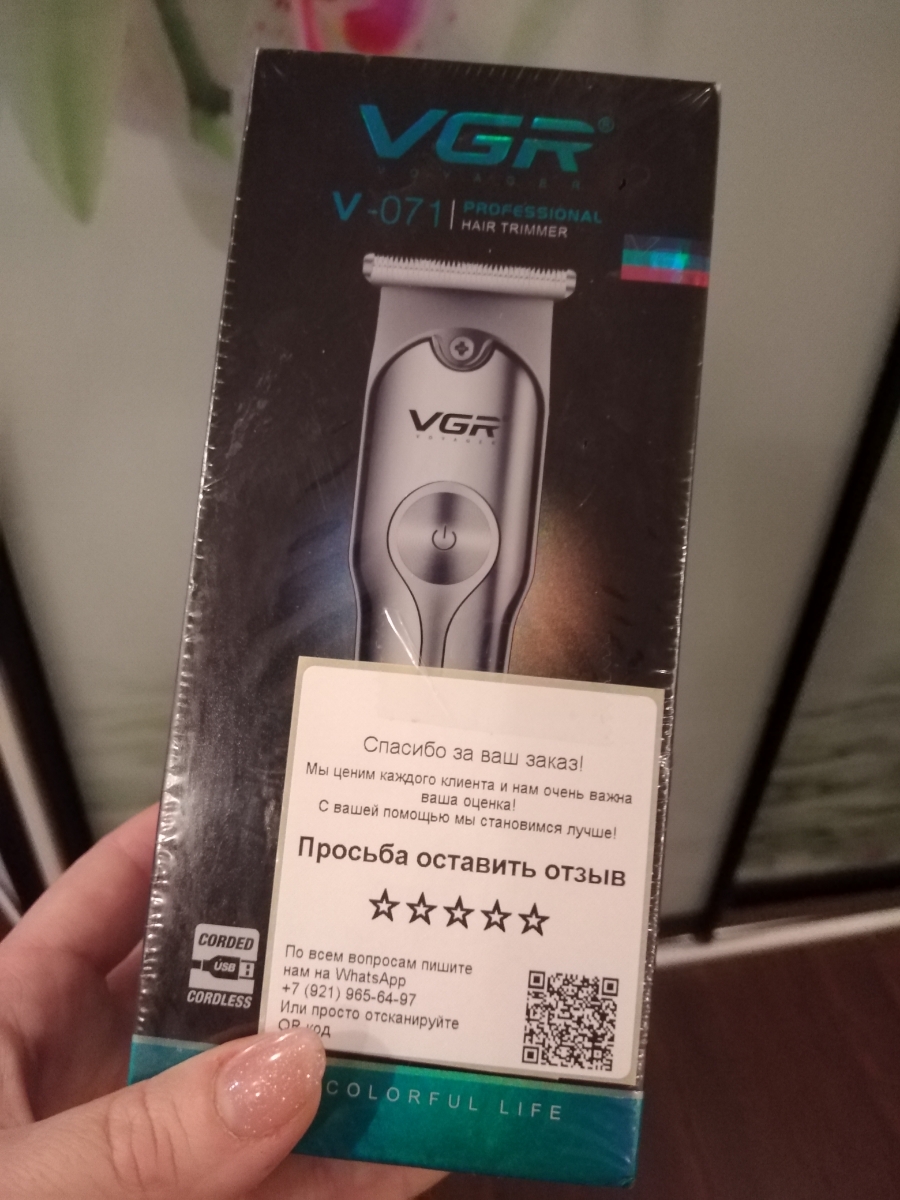 VGR®
VOYAGER
V-071 PROFESSIONAL
HAIR TRIMMER
VGR
VOYAGER
Спасибо за ваш заказ!
Мы ценим каждого клиента и нам очень важна
ваша оценка!
С вашей помощью мы становимся лучше!
Просьба оставить отзыв
По всем вопросам пишите
нам на WhatsApp
+7 (921) 965-64-97
Или просто отсканируйте
QR код
CORDED
USB
CORDLESS
COLORFUL LIFE